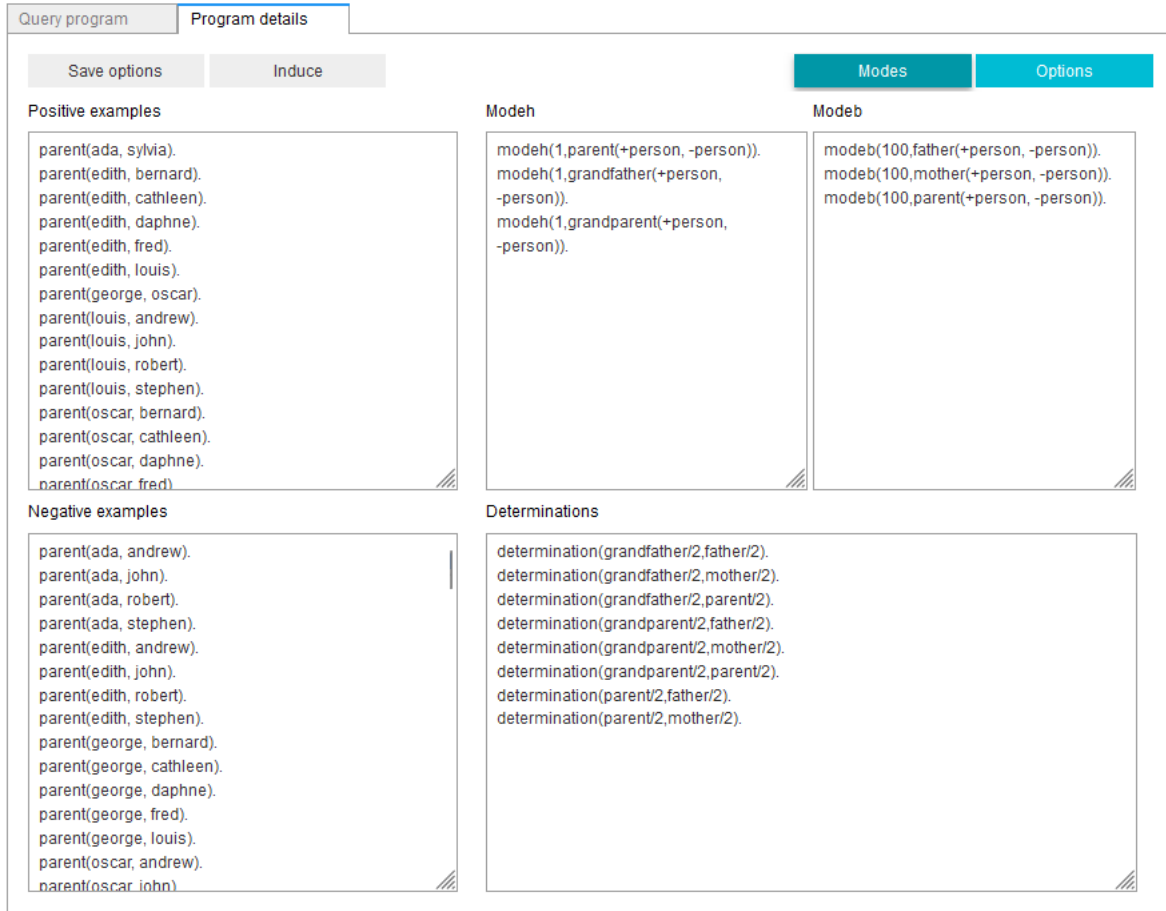 Query program
Program details
Save options
Induce
Modes
Options
Positive examples
parent(ada, sylvia).
parent(edith, bernard).
parent(edith, cathleen).
parent(edith, daphne).
parent(edith, fred).
parent(edith, louis).
parent(george, oscar).
parent(louis, andrew).
parent(louis, john).
parent(louis, robert).
parent(louis, stephen).
parent(oscar, bernard).
parent(oscar, cathleen).
parent(oscar, daphne).
parent(oscar, fred)
Modeh
modeh(1,parent(+person, -person)).
modeh(1,grandfather(+person,
-person)).
modeh(1,grandparent(+person,
-person)).
Modeb
modeb(100,father(+person, -person)).
modeb(100,mother(+person, -person)).
modeb(100,parent(+person, -person)).
Negative examples
parent(ada, andrew).
parent(ada, john).
parent(ada, robert).
parent(ada, stephen).
parent(edith, andrew).
parent(edith, john).
parent(edith, robert).
parent(edith, stephen).
parent(george, bernard).
parent(george, cathleen).
parent(george, daphne).
parent(george, fred).
parent(george, louis).
parent(oscar, andrew).
parent(oscar, john)
Determinations
determination(grandfather/2,father/2).
determination(grandfather/2,mother/2).
determination(grandfather/2,parent/2).
determination(grandparent/2,father/2).
determination(grandparent/2,mother/2).
determination(grandparent/2,parent/2).
determination(parent/2,father/2).
determination(parent/2,mother/2).